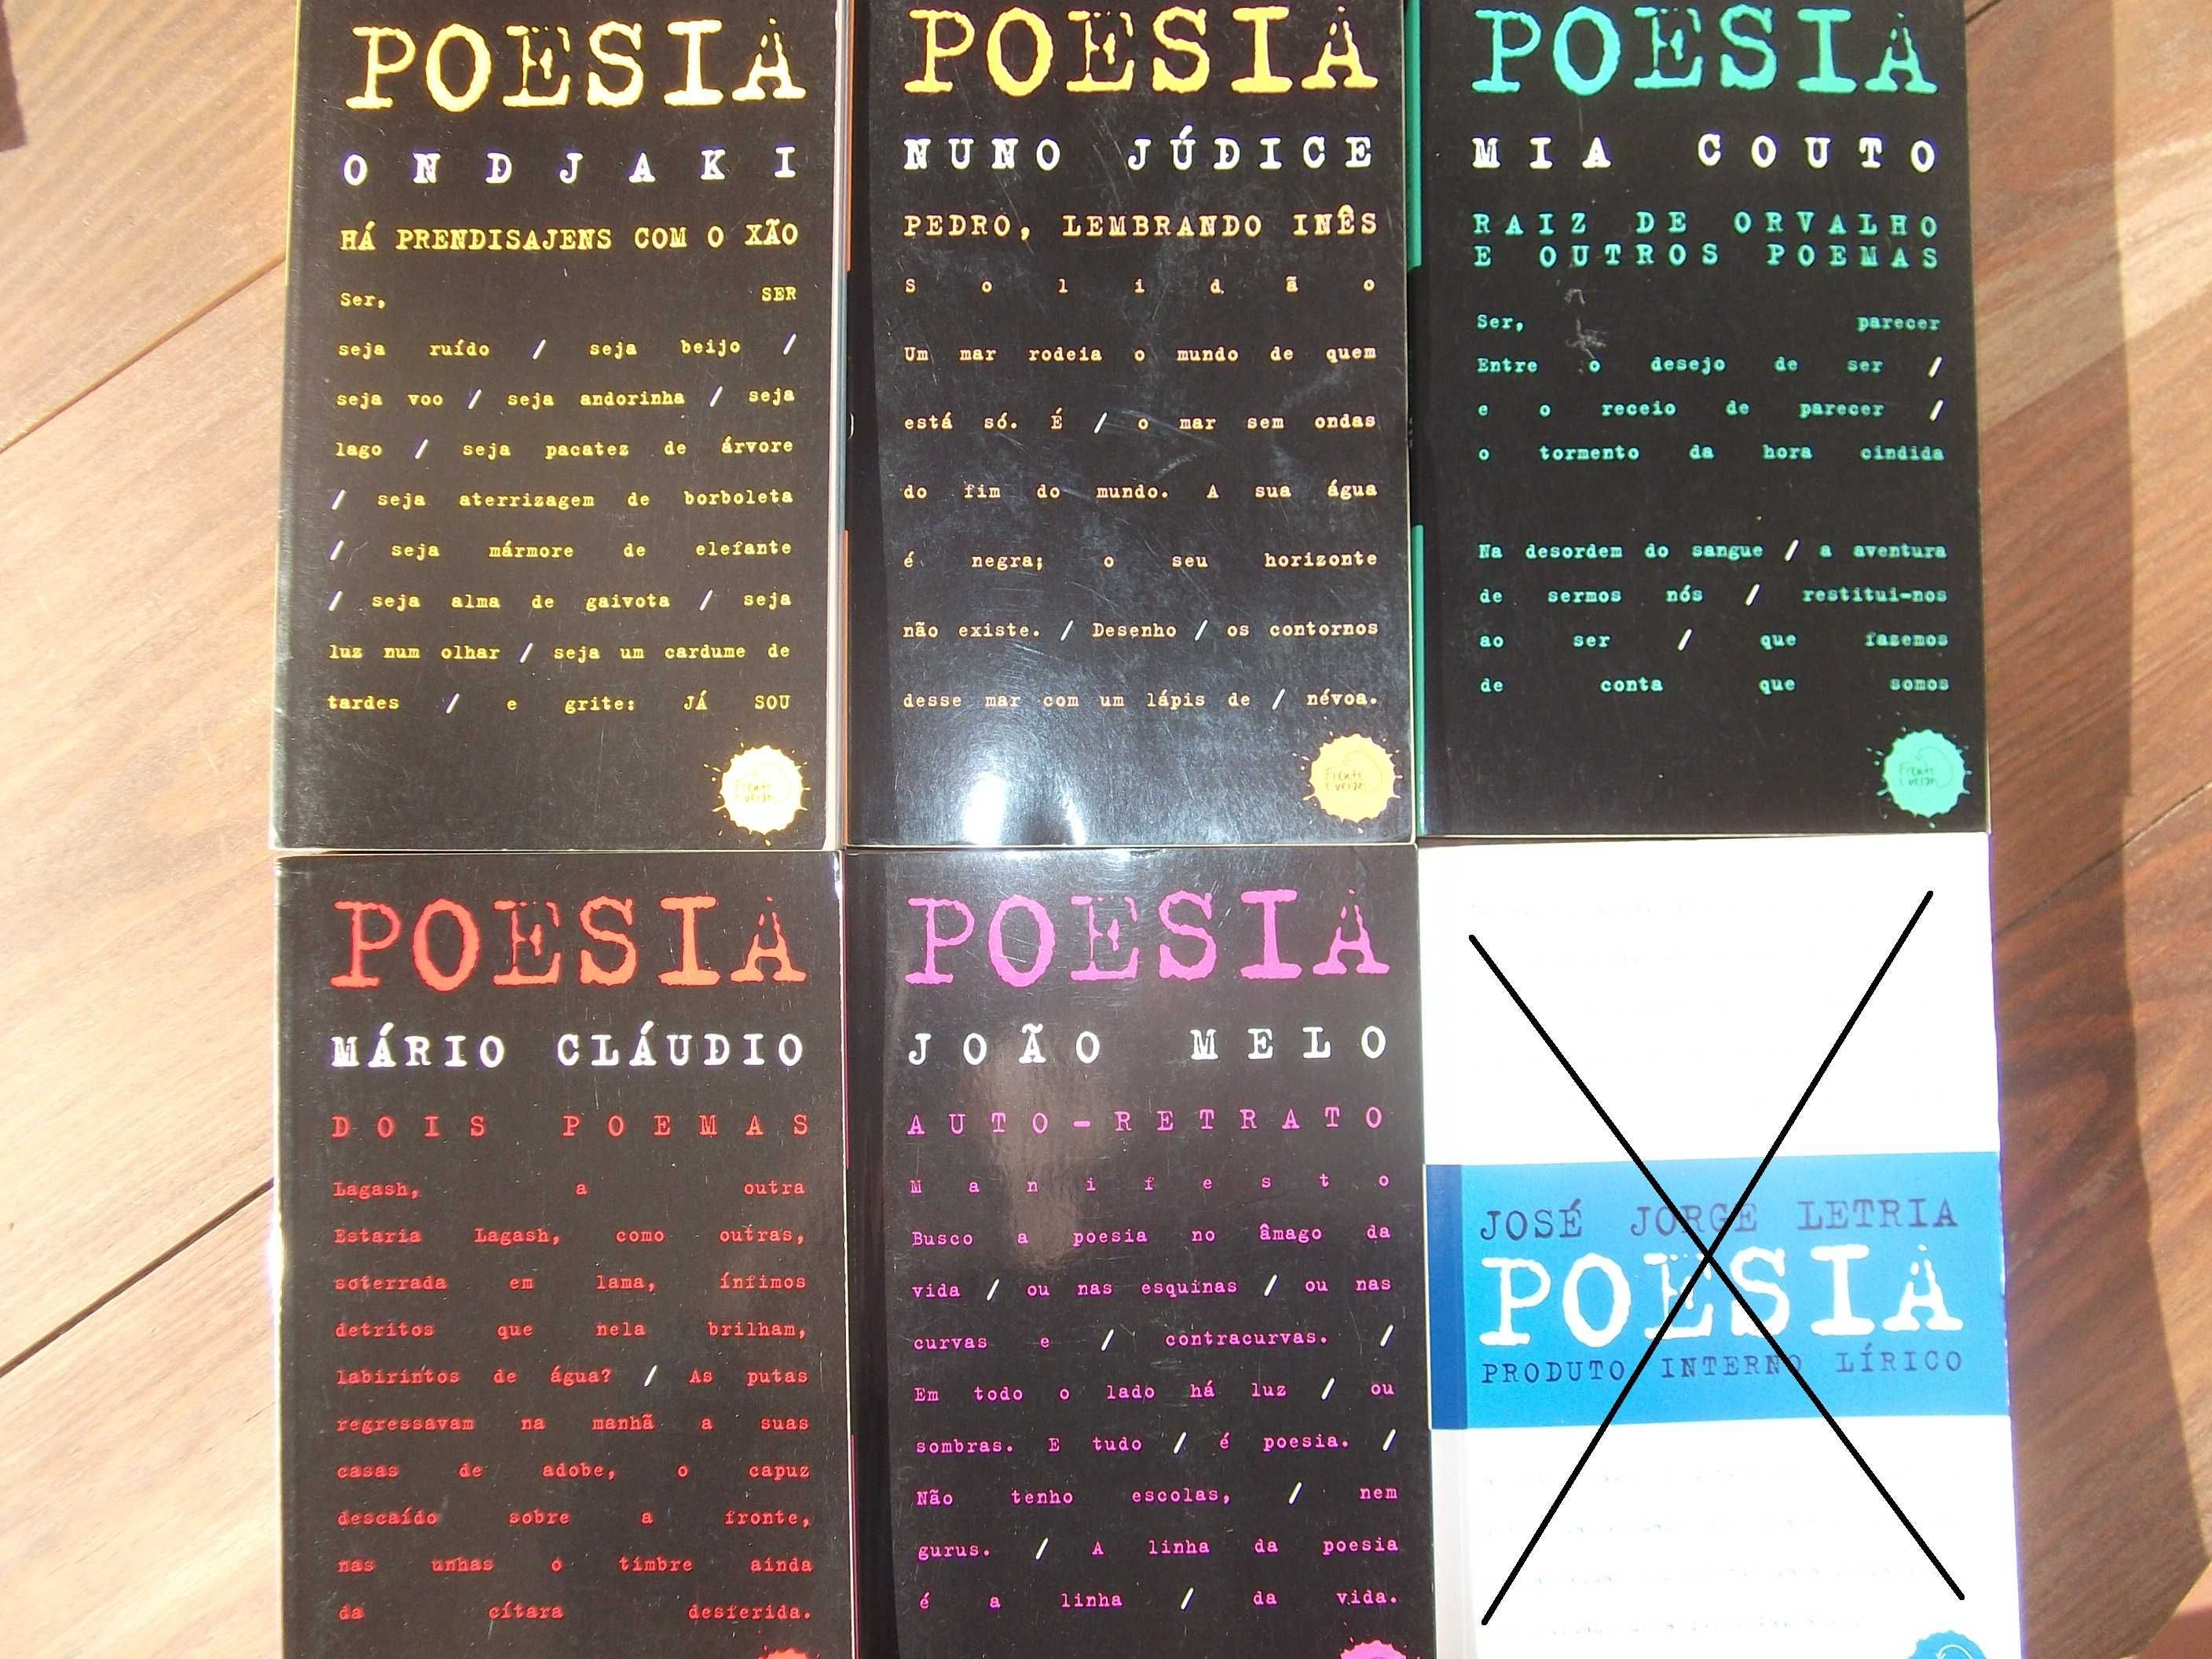 POESIA
ONDJAKI
HÁ PRENDISAJENS COM O XÃO
Ser, SER
seja ruído / seja beijo /
seja voo / seja andorinha / seja
lago / seja pacatez de árvore
/ seja aterrizagem de borboleta
/ seja mármore de elefante
/ seja alma de gaivota / seja
luz num olhar / seja um cardume de
tardes / e grite: JÁ SOU
POESIA
NUNO JÚDICE
PEDRO, LEMBRANDO INÊS
Solidão
Um mar rodeia o mundo de quem
está só. É / o mar sem ondas
do fim do mundo. A sua água
é negra; o seu horizonte
não existe. / Desenho / os contornos
desse mar com um lápis de / névoa.
POESIA
MIA COUTO
RAIZ DE ORVALHO
E OUTROS POEMAS
Ser, parecer
Entre o desejo de ser /
e o receio de parecer /
o tormento da hora cindida
Na desordem do sangue / a aventura
de sermos nós / restitui-nos
ao ser / que fazemos
de conta que somos
POESIA
MÁRIO CLÁUDIO
DOIS POEMAS
Lagash, a outra
Estaria Lagash, como outras,
soterrada em lama, ínfimos
detritos que nela brilham,
labirintos de água? / As putas
regressavam na manhã a suas
casas de adobe, o capuz
descaído sobre a fronte,
nas unhas o timbre ainda
da cítara desferida.
POESIA
JOÃO MELO
AUTO-RETRATO
Manifesto
Busco a poesia no âmago da
vida / ou nas esquinas / ou nas
curvas e / contracurvas. /
Em todo o lado há luz / ou
sombras. E tudo / é poesia. /
Não tenho escolas, / nem
gurus. / A linha da poesia
é a linha / da vida.
JOSÉ JORGE LETRIA
POESIA
PRODUTO INTERNO LÍRICO